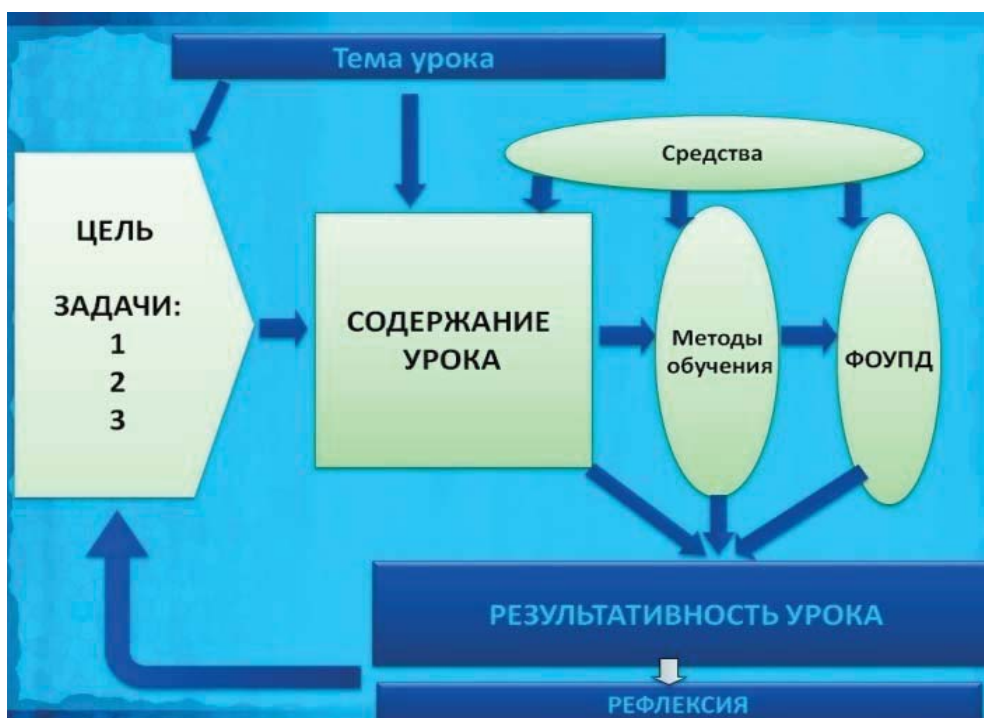 Тема урока
Средства
ЦЕЛЬ
ЗАДАЧИ:
1
2
3
СОДЕРЖАНИЕ
УРОКА
Методы
обучения
ФОУПД
РЕЗУЛЬТАТИВНОСТЬ УРОКА
РЕФЛЕКСИЯ